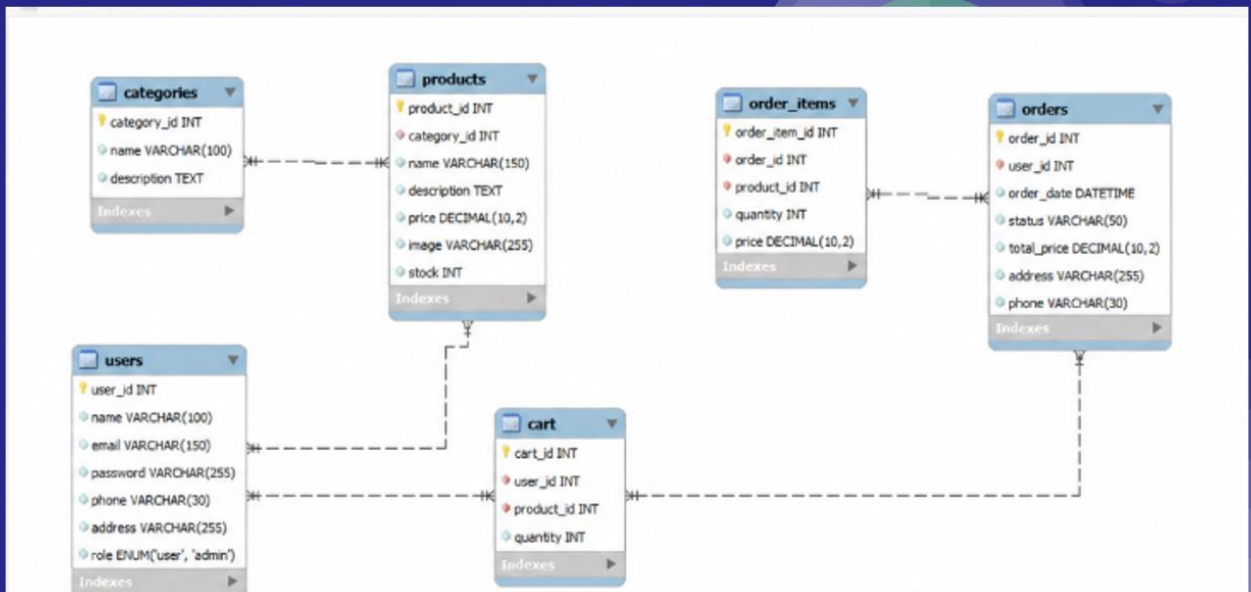 categories
category_id INT
name VARCHAR(100)
description TEXT
Indexes
products
product_id INT
category_id INT
name VARCHAR(150)
description TEXT
price DECIMAL(10,2)
image VARCHAR(255)
stock INT
Indexes
order_items
order_item_id INT
order_id INT
product_id INT
quantity INT
price DECIMAL(10,2)
Indexes
orders
order_id INT
user_id INT
order_date DATETIME
status VARCHAR(50)
total_price DECIMAL(10,2)
address VARCHAR(255)
phone VARCHAR(30)
Indexes
users
user_id INT
name VARCHAR(100)
email VARCHAR(150)
password VARCHAR(255)
phone VARCHAR(30)
address VARCHAR(255)
role ENUM('user', 'admin')
Indexes
cart
cart_id INT
user_id INT
product_id INT
quantity INT
Indexes